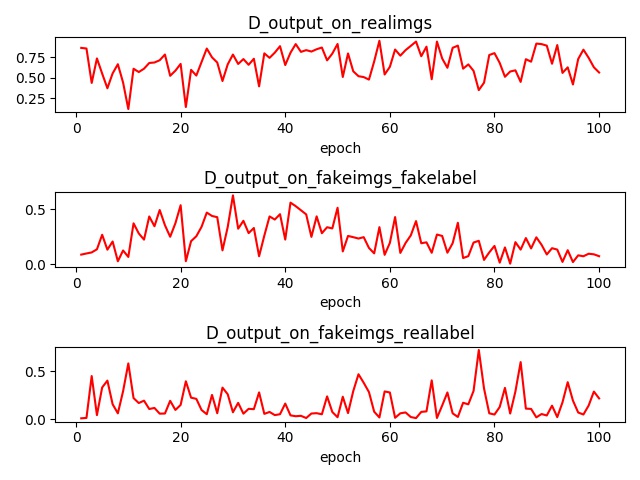 D_output_on_realimgs
0.75
0.50
0.25
0 20 40 60 80 100
epoch
D_output_on_fakeimgs_fakelabel
0.5
0.0
0 20 40 60 80 100
epoch
D_output_on_fakeimgs_reallabel
0.5
0.0
0 20 40 60 80 100
epoch